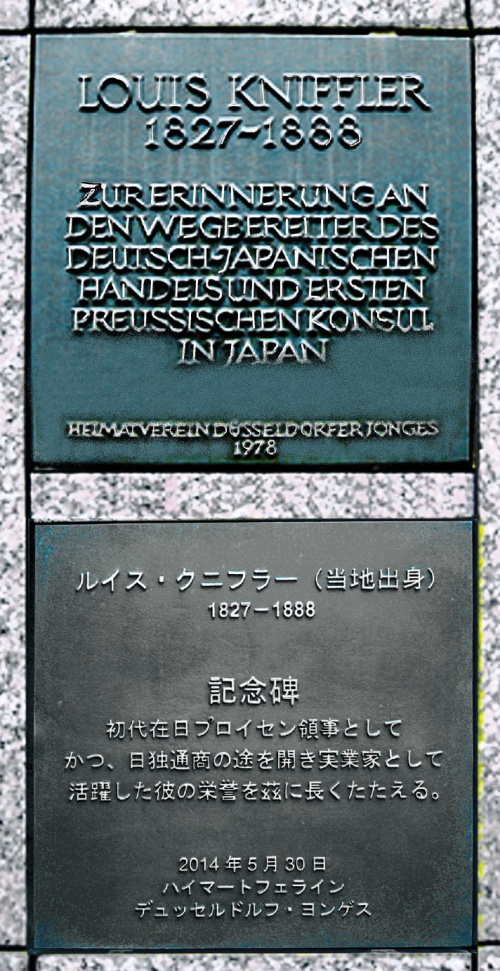 LOUIS KNIFFLER
1827-1888
ZUR ERINNERUNG AN
DEN WEGBEREITER DES
DEUTSCH-JAPANISCHEN
HANDELS UND ERSTEN
PREUSSISCHEN KONSUL
IN JAPAN
HEIMATVEREIN DÜSSELDORFER JONGES
1978
ルイス・クニフラー（当地出身）
1827－1888
記念碑
初代在日プロイセン領事として
かつ、日独通商の途を開き実業家として
活躍した彼の栄誉を茲に長くたたえる。
2014 年 5 月 30 日
ハイマートフェライン
デュッセルドルフ・ヨンゲス